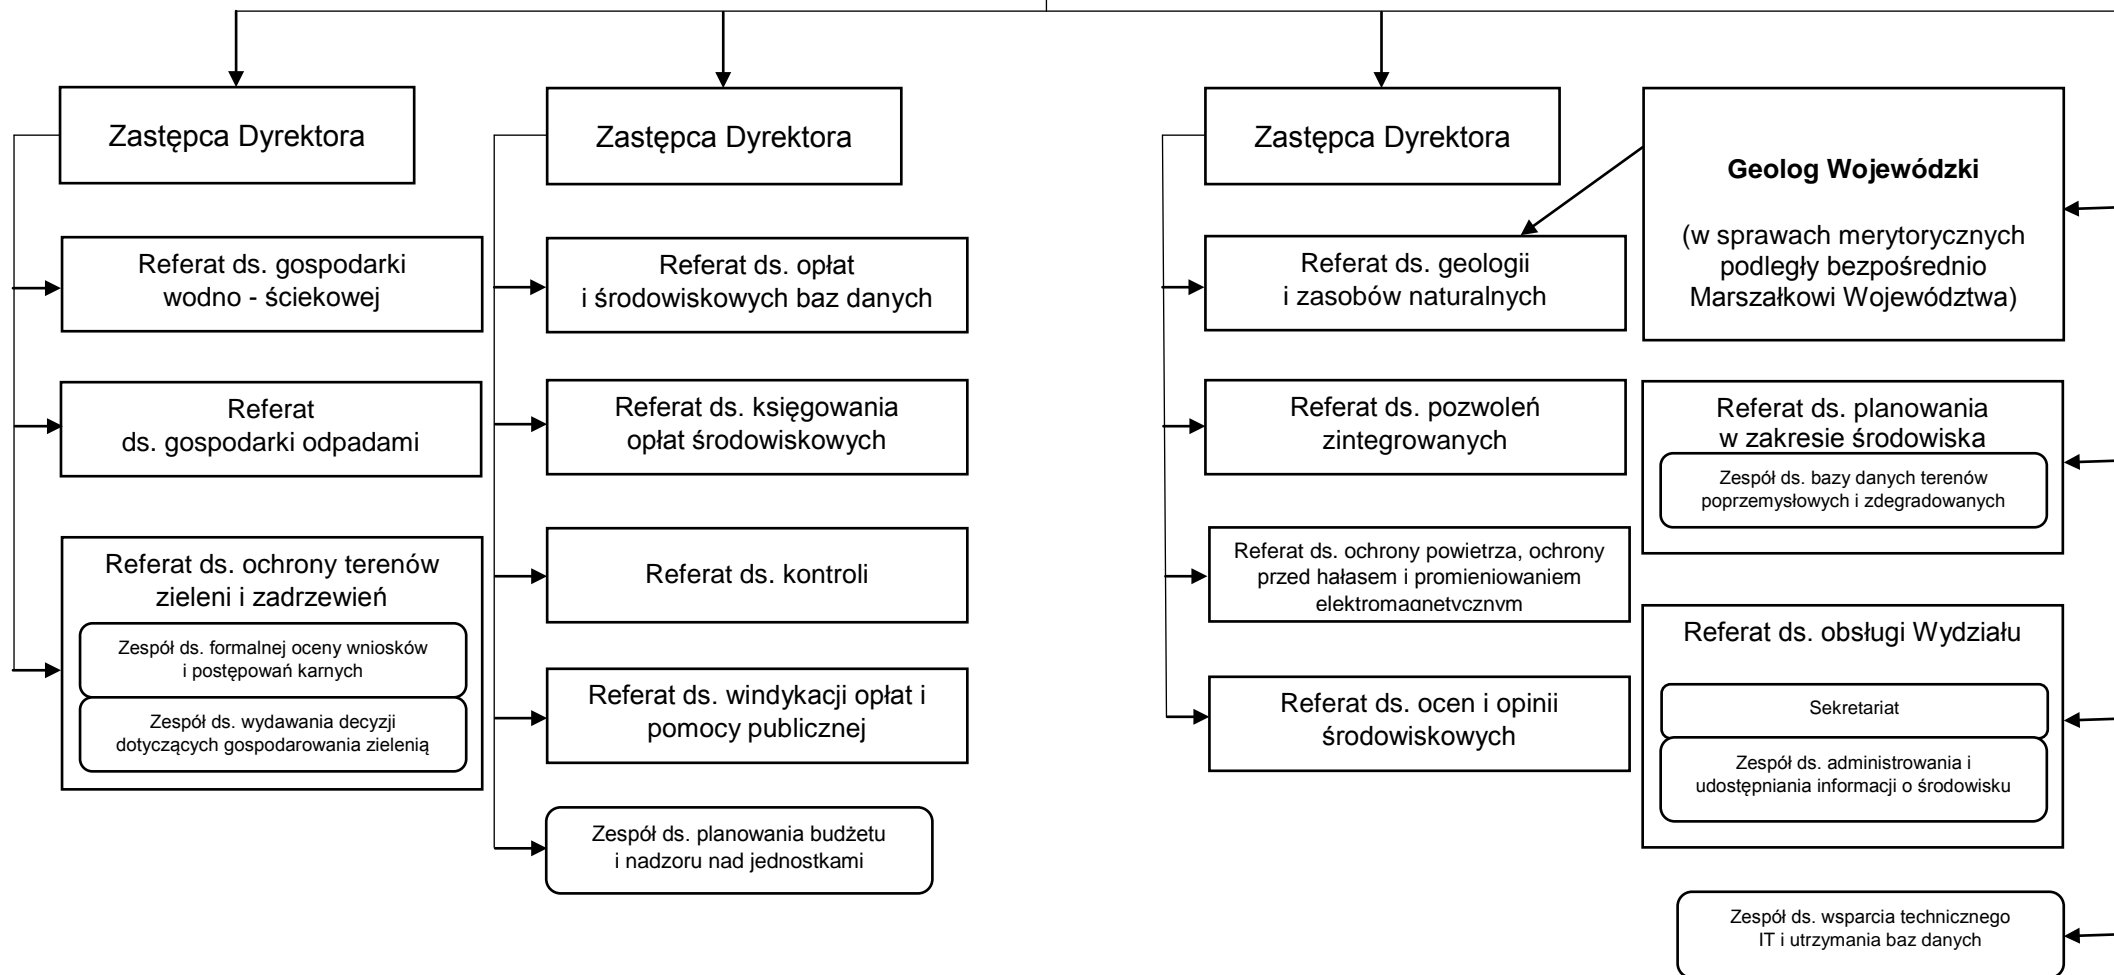 Zastępca Dyrektora
Referat ds. gospodarki
wodno - ściekowej
Referat
ds. gospodarki odpadami
Referat ds. ochrony terenów
zieleni i zadrzewień
Zespół ds. formalnej oceny wniosków
i postępowań karnych
Zespół ds. wydawania decyzji
dotyczących gospodarowania zielenią
Zastępca Dyrektora
Referat ds. opłat
i środowiskowych baz danych
Referat ds. księgowania
opłat środowiskowych
Referat ds. kontroli
Referat ds. windykacji opłat i
pomocy publicznej
Zespół ds. planowania budżetu
i nadzoru nad jednostkami
Zastępca Dyrektora
Referat ds. geologii
i zasobów naturalnych
Referat ds. pozwoleń
zintegrowanych
Referat ds. ochrony powietrza, ochrony
przed hałasem i promieniowaniem
elektromagnetycznym
Referat ds. ocen i opinii
środowiskowych
Geolog Wojewódzki
(w sprawach merytorycznych
podległy bezpośrednio
Marszałkowi Województwa)
Referat ds. planowania
w zakresie środowiska
Zespół ds. bazy danych terenów
poprzemysłowych i zdegradowanych
Referat ds. obsługi Wydziału
Sekretariat
Zespół ds. administrowania i
udostępniania informacji o środowisku
Zespół ds. wsparcia technicznego
IT i utrzymania baz danych